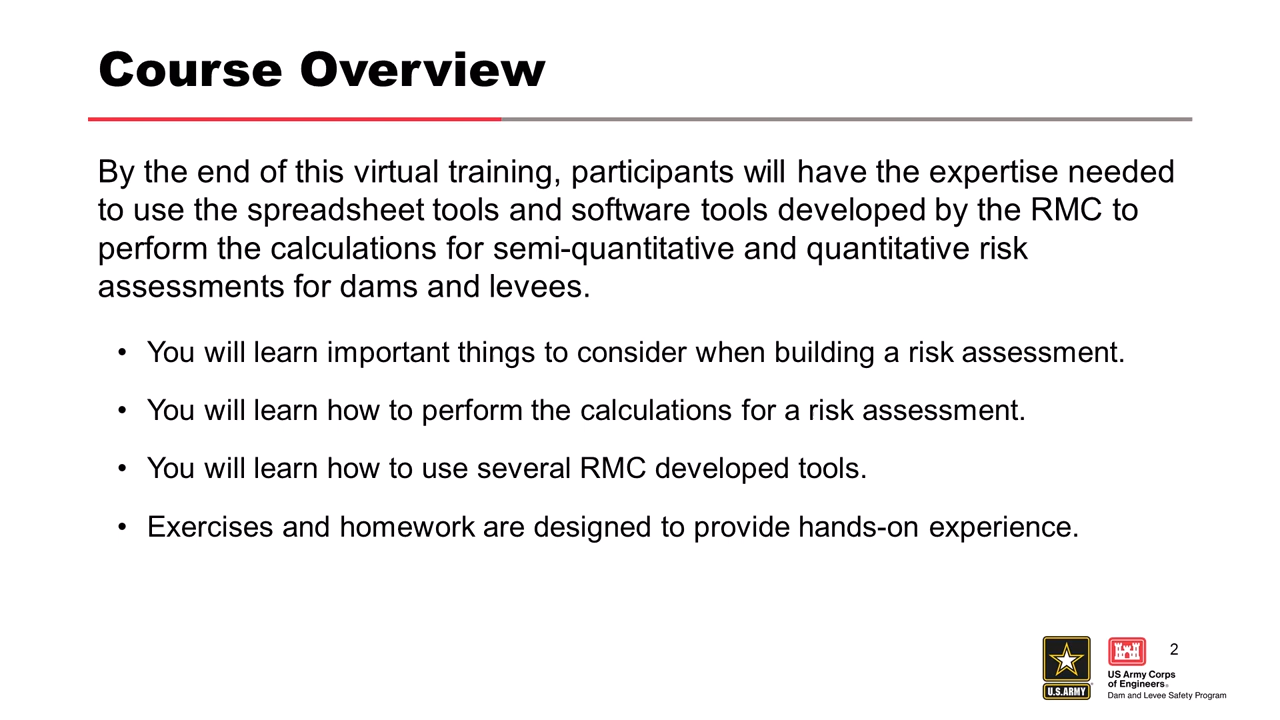 Course Overview
By the end of this virtual training, participants will have the expertise needed
to use the spreadsheet tools and software tools developed by the RMC to
perform the calculations for semi-quantitative and quantitative risk
assessments for dams and levees.
• You will learn important things to consider when building a risk assessment.
• You will learn how to perform the calculations for a risk assessment.
• You will learn how to use several RMC developed tools.
• Exercises and homework are designed to provide hands-on experience.
2
U.S.ARMY
US Army Corps
of Engineers®
Dam and Levee Safety Program